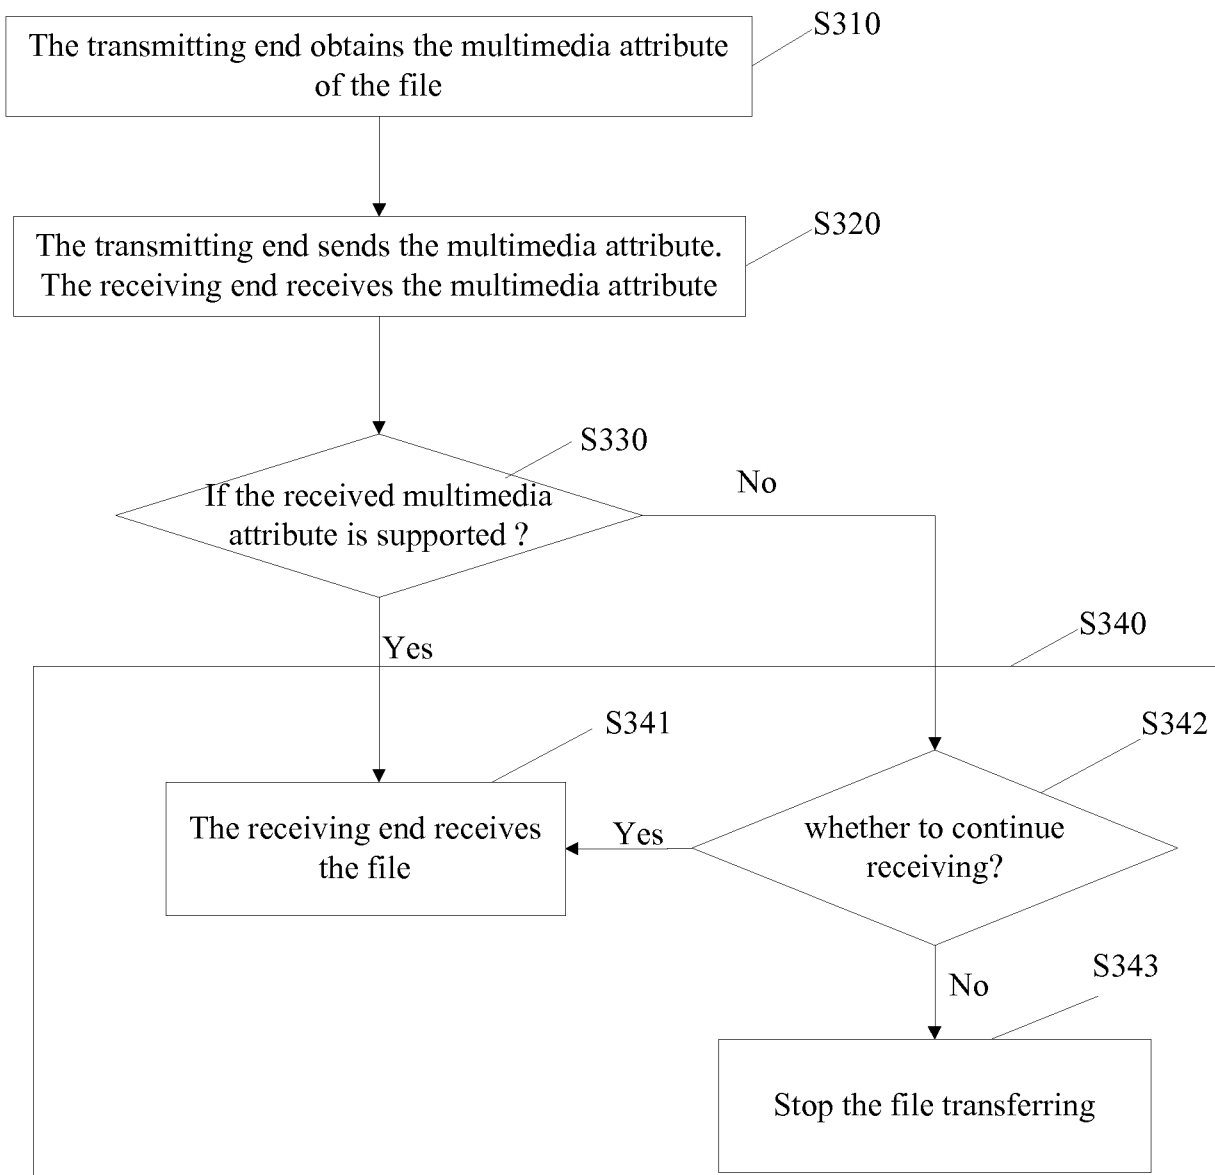 S310
The transmitting end obtains the multimedia attribute
of the file
S320
The transmitting end sends the multimedia attribute.
The receiving end receives the multimedia attribute
S330
If the received multimedia
attribute is supported ?
No
Yes
S340
S341
S342
The receiving end receives
the file
Yes
whether to continue
receiving?
No
S343
Stop the file transferring